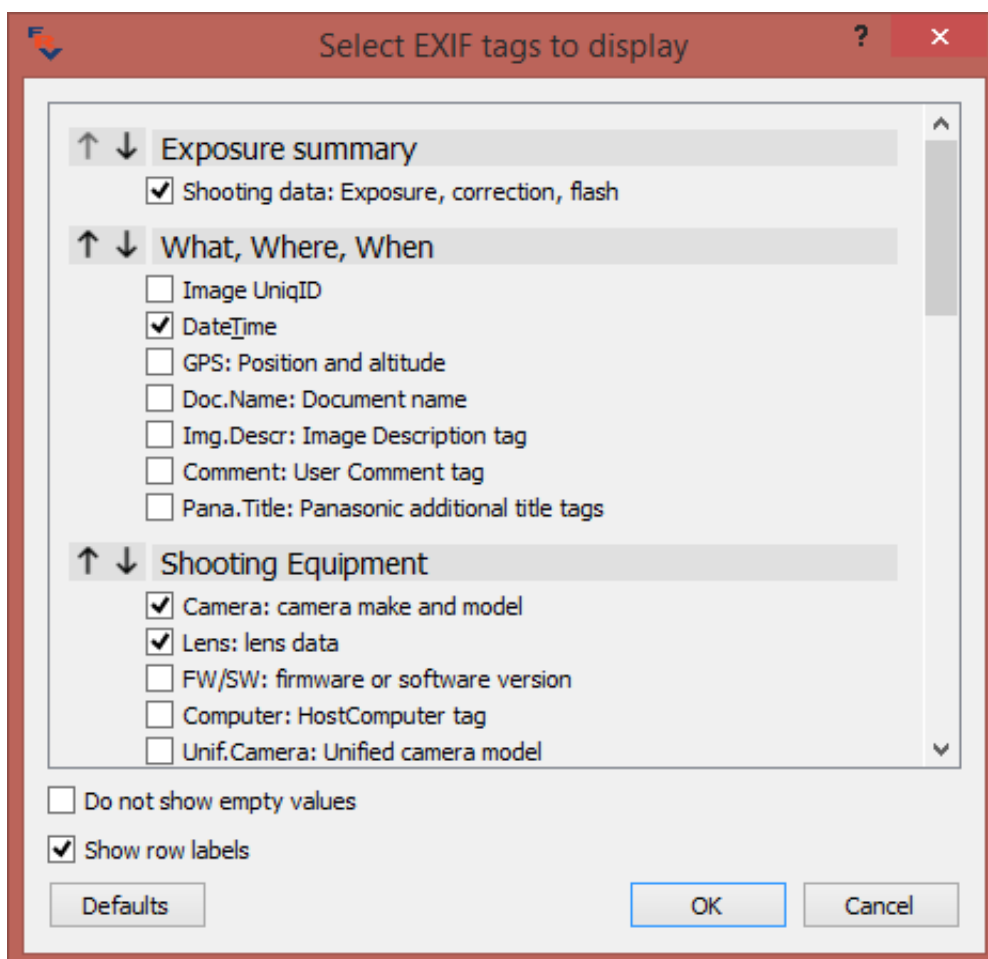 Select EXIF tags to display
Exposure summary
Shooting data: Exposure, correction, flash
What, Where, When
Image UniqID
DateTime
GPS: Position and altitude
Doc.Name: Document name
Img.Descr: Image Description tag
Comment: User Comment tag
Pana.Title: Panasonic additional title tags
Shooting Equipment
Camera: camera make and model
Lens: lens data
FW/SW: firmware or software version
Computer: HostComputer tag
Unif.Camera: Unified camera model
Do not show empty values
Show row labels
Defaults
OK
Cancel